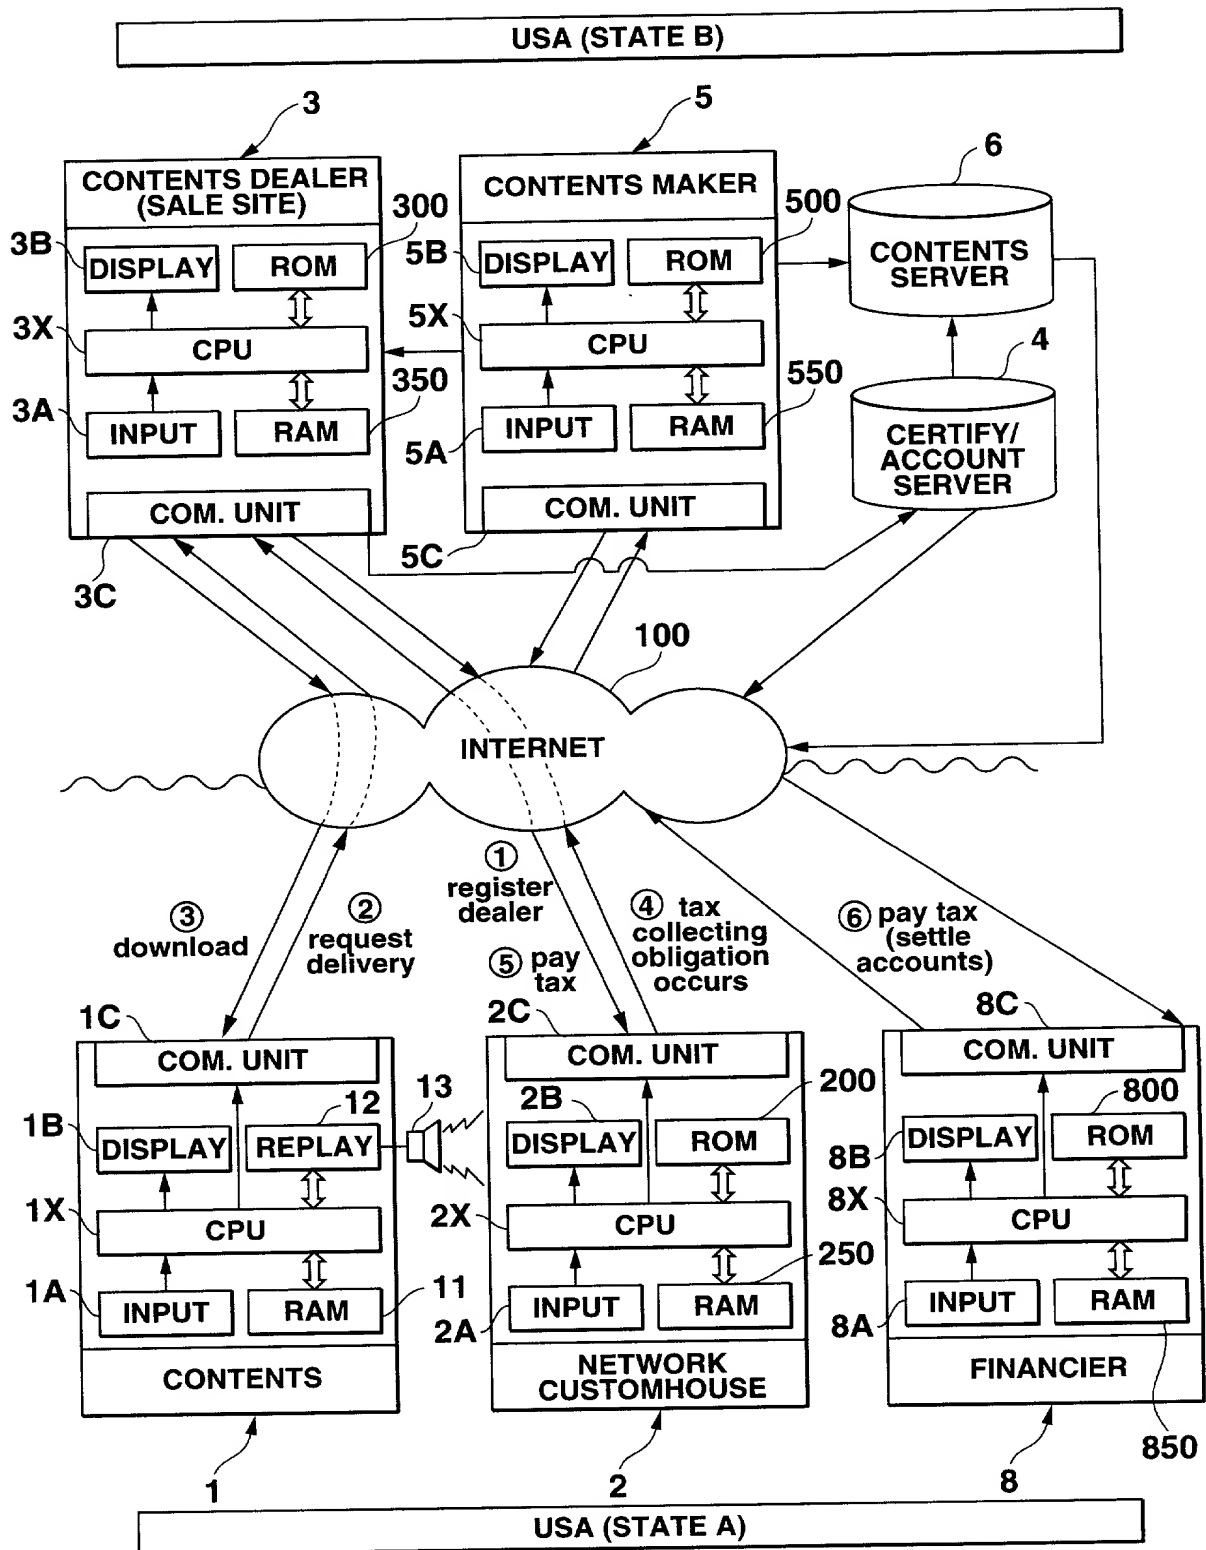 USA (STATE B)
3
5
6
CONTENTS DEALER
(SALE SITE)
300
CONTENTS MAKER
500
3B
DISPLAY
ROM
5B
DISPLAY
ROM
CONTENTS
SERVER
3X
CPU
5X
CPU
4
350
550
3A
INPUT
RAM
5A
INPUT
RAM
CERTIFY/
ACCOUNT
SERVER
COM. UNIT
COM. UNIT
3C
5C
100
INTERNET
① register
dealer
③
download
②
request
delivery
④ tax
collecting
obligation
occurs
⑤ pay
tax
⑥ pay tax
(settle
accounts)
1C
COM. UNIT
2C
COM. UNIT
8C
COM. UNIT
12
13
2B
200
800
1B
DISPLAY
REPLAY
DISPLAY
ROM
8B
DISPLAY
ROM
1X
CPU
2X
CPU
8X
CPU
11
250
1A
INPUT
RAM
2A
INPUT
RAM
8A
INPUT
RAM
CONTENTS
NETWORK
CUSTOMHOUSE
FINANCIER
850
1
2
8
USA (STATE A)